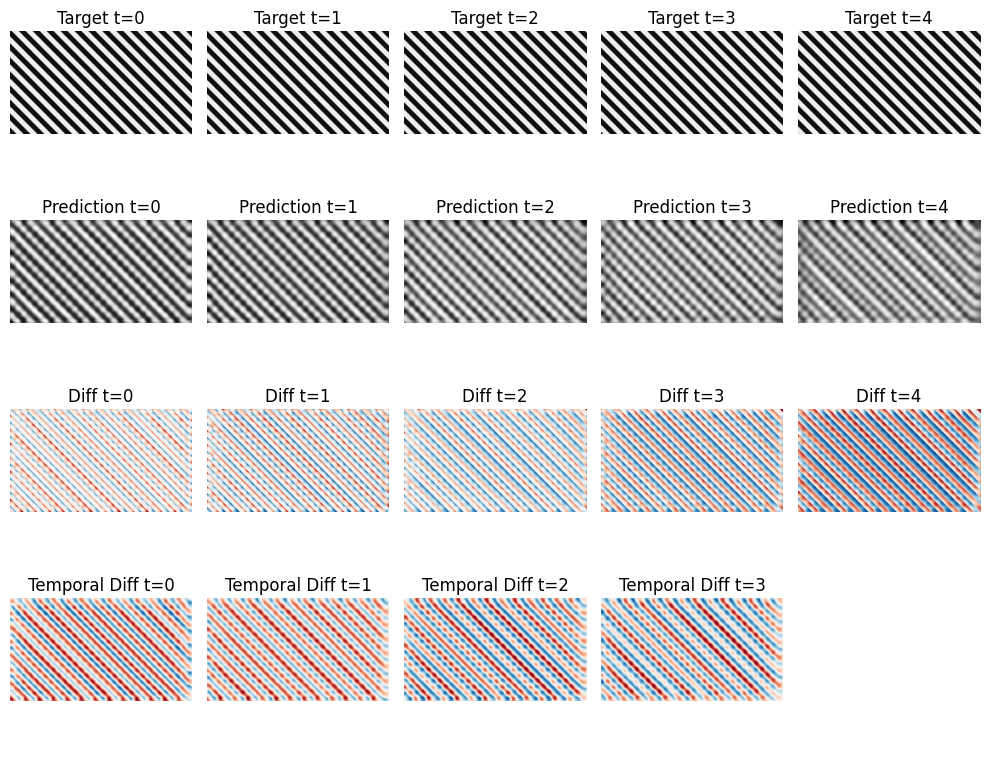 Target t=0 Target t=1 Target t=2 Target t=3 Target t=4
Prediction t=0 Prediction t=1 Prediction t=2 Prediction t=3 Prediction t=4
Diff t=0 Diff t=1 Diff t=2 Diff t=3 Diff t=4
Temporal Diff t=0 Temporal Diff t=1 Temporal Diff t=2 Temporal Diff t=3